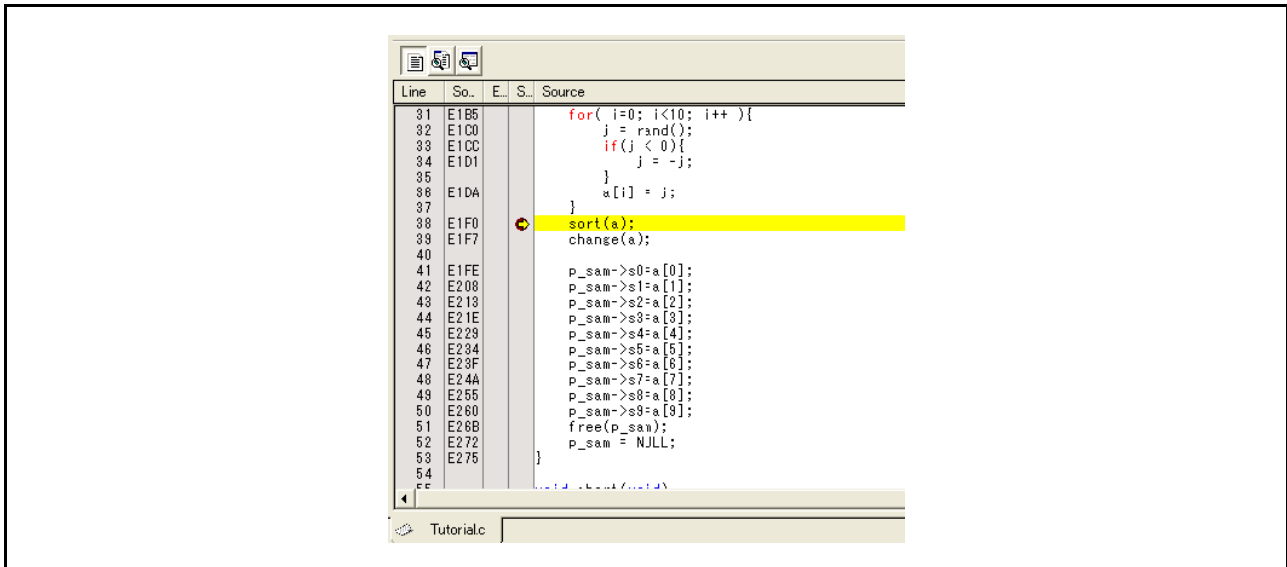 Line So.. E.. S.. Source
31 E1B5 for( i=0; i<10; i++ ){
32 E1C0 j = rand();
33 E1CC if(j < 0){
34 E1D1 j = -j;
35 }
36 E1DA a[i] = j;
37 }
38 E1F0 sort(a);
39 E1F7 change(a);
40
41 E1FE p_sam->s0=a[0];
42 E208 p_sam->s1=a[1];
43 E213 p_sam->s2=a[2];
44 E21E p_sam->s3=a[3];
45 E229 p_sam->s4=a[4];
46 E234 p_sam->s5=a[5];
47 E23F p_sam->s6=a[6];
48 E24A p_sam->s7=a[7];
49 E255 p_sam->s8=a[8];
50 E260 p_sam->s9=a[9];
51 E26B free(p_sam);
52 E272 p_sam = NULL;
53 E275 }
54
55 void abort(void)
Tutorial.c